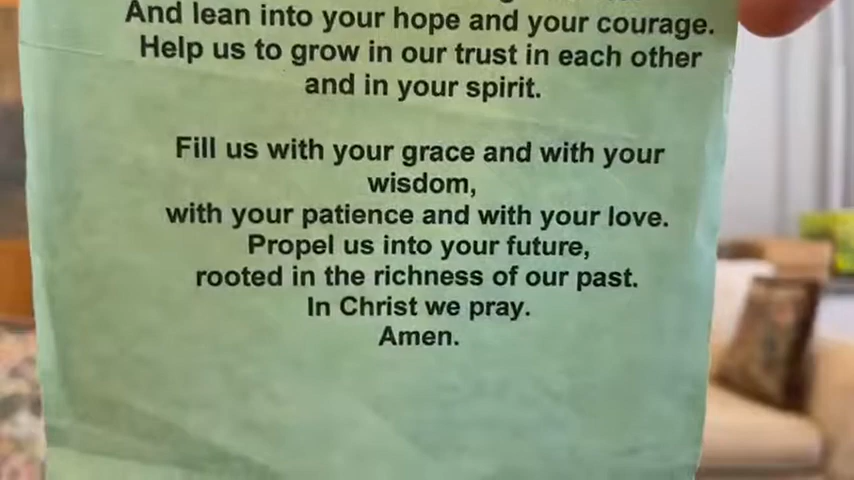 And lean into your hope and your courage.
Help us to grow in our trust in each other
and in your spirit.
Fill us with your grace and with your
wisdom,
with your patience and with your love.
Propel us into your future,
rooted in the richness of our past.
In Christ we pray.
Amen.